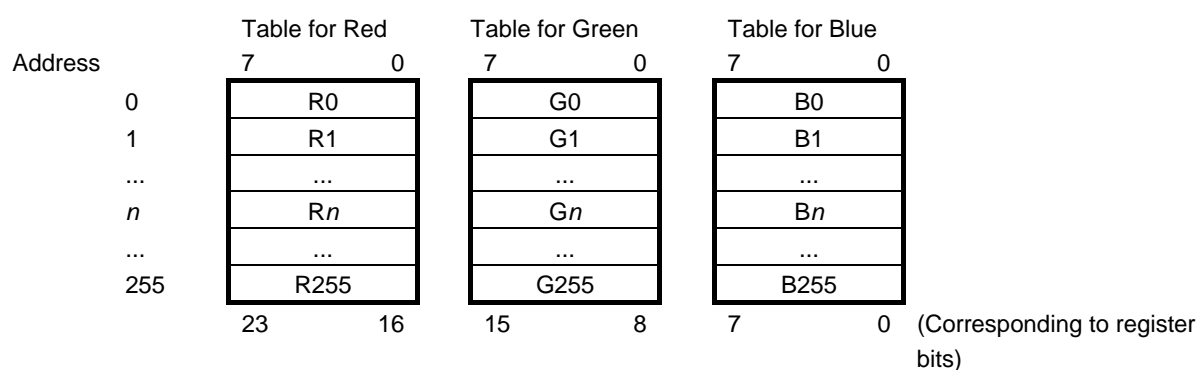 Table for Red Table for Green Table for Blue
Address 7 0 7 0 7 0
0 R0 G0 B0
1 R1 G1 B1
... ... ... ...
n Rn Gn Bn
... ... ... ...
255 R255 G255 B255
23 16 15 8 7 0 (Corresponding to register
bits)